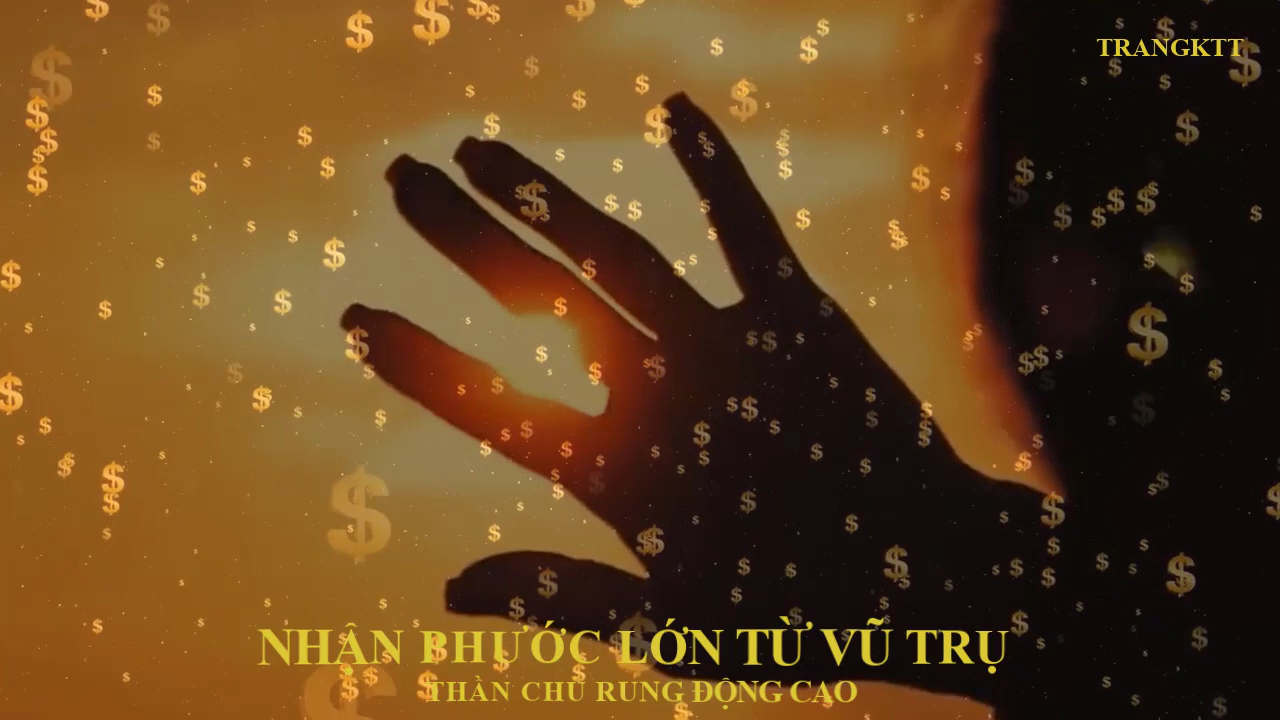 TRANGKTT
NHẬN PHƯỚC LỚN TỪ VŨ TRỤ
THẦN CHÚ RUNG ĐỘNG CAO